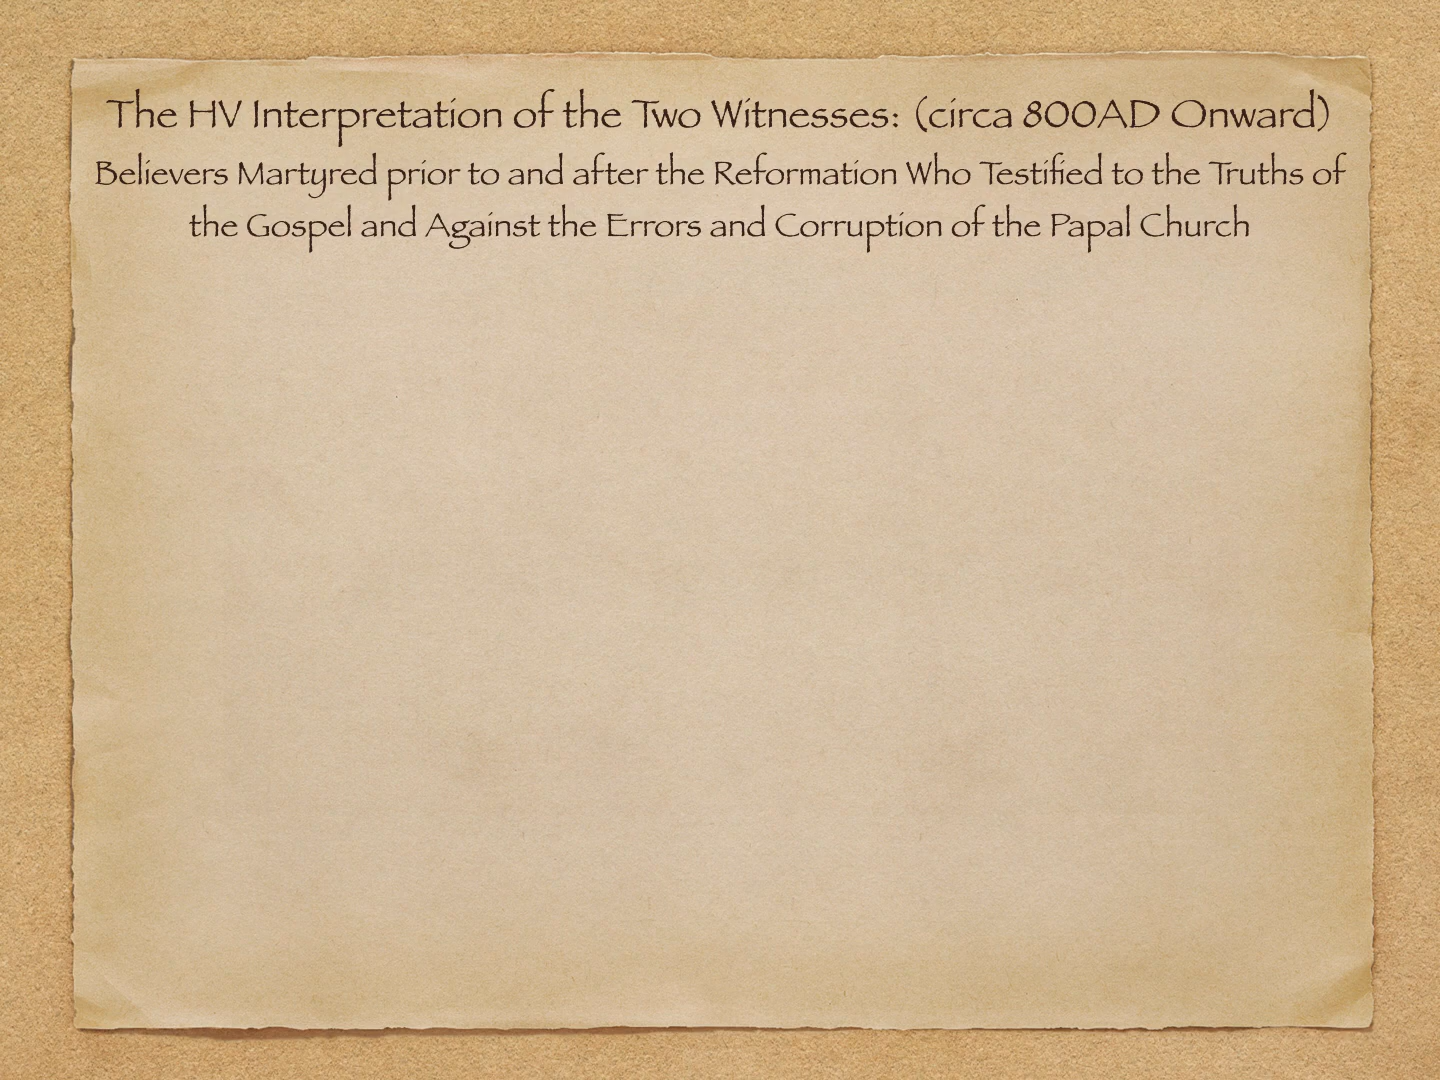 The HV Interpretation of the Two Witnesses: (circa 800AD Onward)
Believers Martyred prior to and after the Reformation Who Testified to the Truths of
the Gospel and Against the Errors and Corruption of the Papal Church